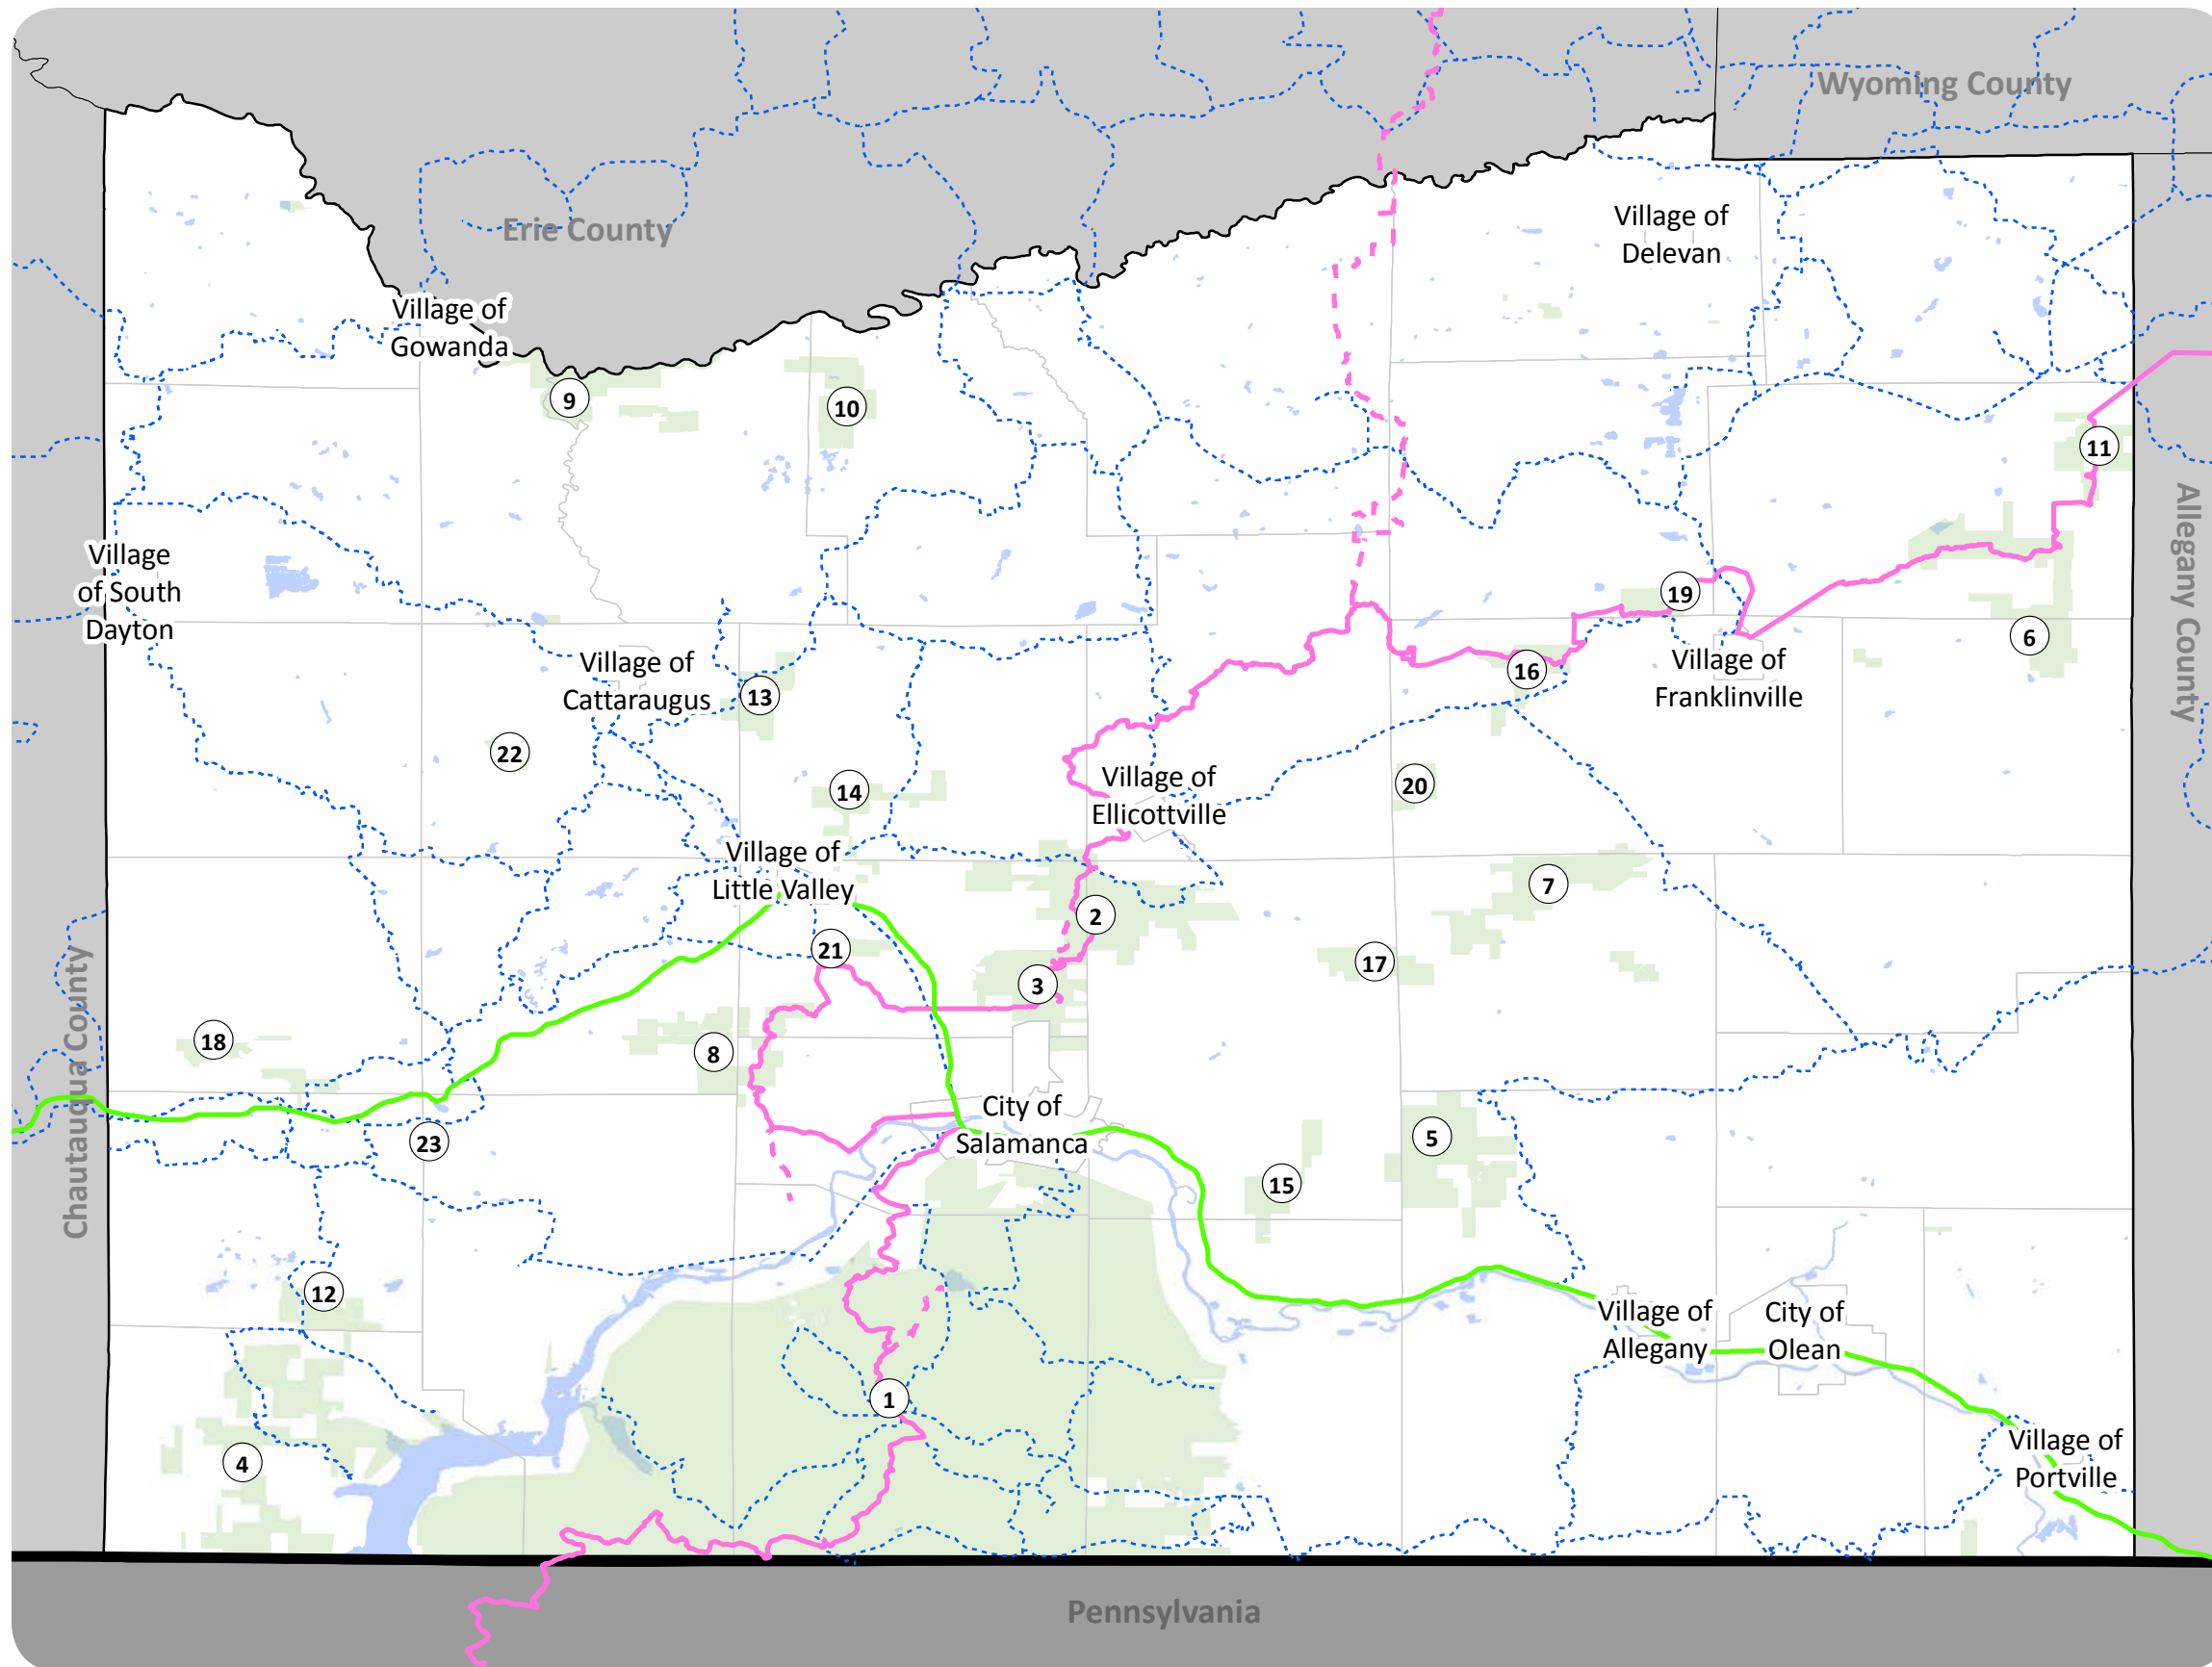 Wyoming County
Erie County
Village of
Delevan
Village of
Gowanda
9
10
11
Allegany County
Village
of South
Dayton
19
6
Village of
Cattaraugus
13
16
Village of
Franklinville
22
14
Village of
Ellicottville
20
Village of
Little Valley
7
2
21
17
3
Chautauqua County
18
8
City of
Salamanca
23
5
15
12
Village of
Allegany
City of
Olean
1
4
Village of
Portville
Pennsylvania